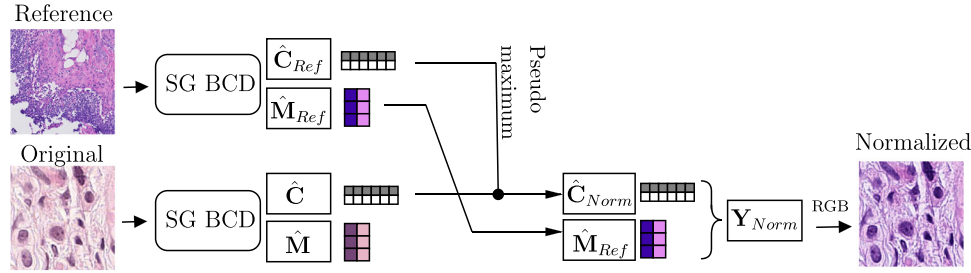 Reference
SG BCD
Ĉ_Ref
M̂_Ref
Pseudo
maximum
Original
SG BCD
Ĉ
M̂
Ĉ_Norm
M̂_Ref
Y_Norm
RGB
Normalized